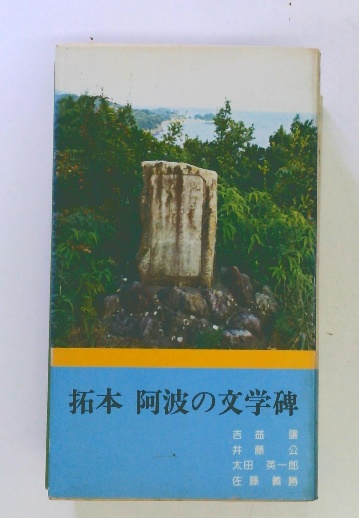 拓本 阿波の文学碑
吉益 譲
井藤 公
太田 英一郎
佐藤 義勝